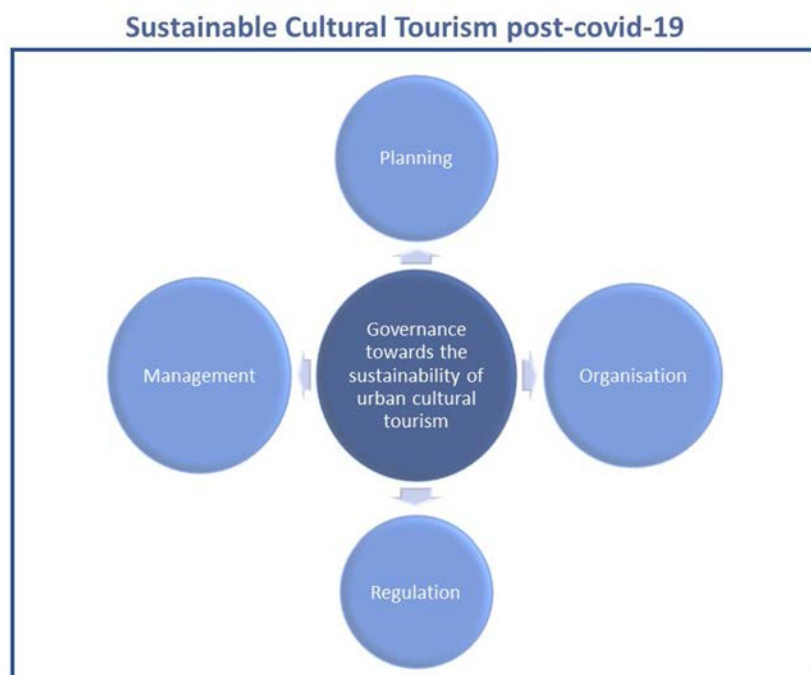 Sustainable Cultural Tourism post-covid-19
Planning
Governance
towards the
sustainability of
urban cultural
tourism
Management
Organisation
Regulation